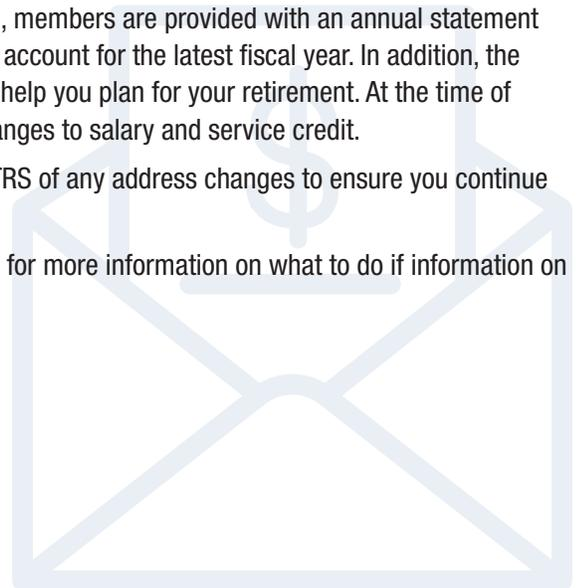 , members are provided with an annual statement
account for the latest fiscal year. In addition, the
help you plan for your retirement. At the time of
anges to salary and service credit.
TRS of any address changes to ensure you continue
for more information on what to do if information on